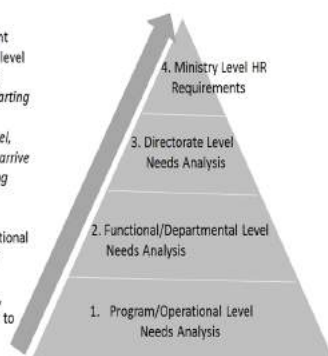 nt
level
arting
el,
arrive
ng
tional
to
4. Ministry Level HR
Requirements
3. Directorate Level
Needs Analysis
2. Functional/Departmental Level
Needs Analysis
1. Program/Operational Level
Needs Analysis